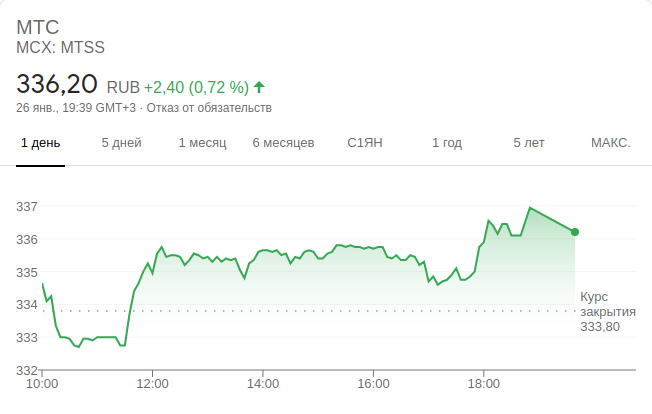 МТС
MCX: MTSS
336,20 RUB +2,40 (0,72 %)
26 янв., 19:39 GMT+3 · Отказ от обязательств
1 день 5 дней 1 месяц 6 месяцев С1ЯН 1 год 5 лет МАКС.
337
336
335
334
333
332
Курс
закрытия
333,80
10:00 12:00 14:00 16:00 18:00